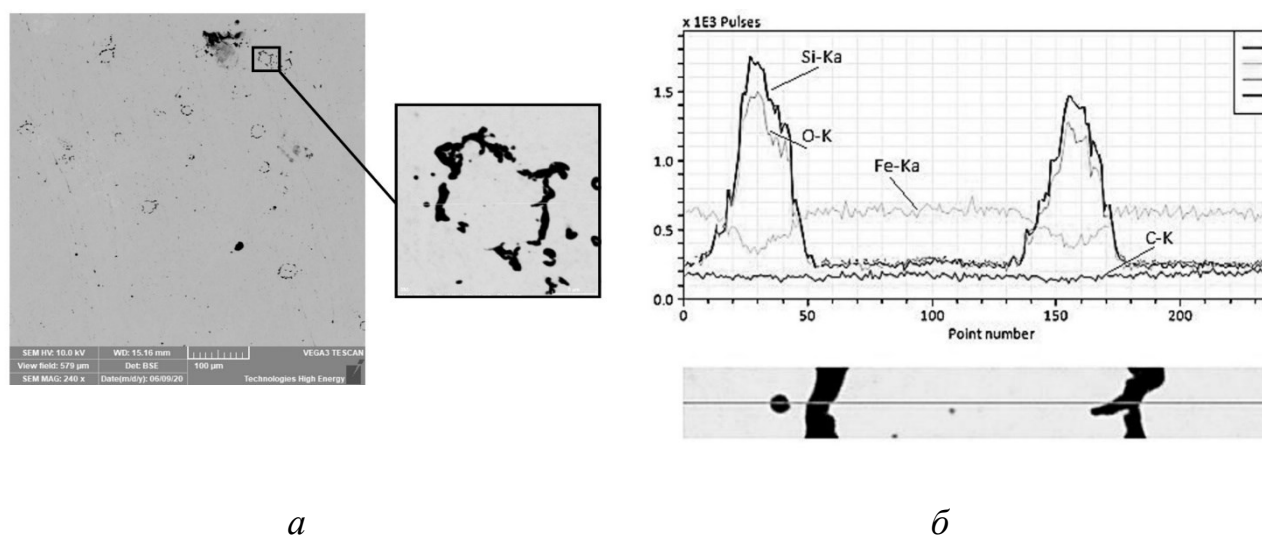 SEM HV: 10.0 kV WD: 15.16 mm VEGA3 TESCAN
View field: 579 µm Det: BSE 100 µm
SEM MAG: 240 x Date(m/d/y): 06/09/20 Technologies High Energy
x 1E3 Pulses
Si-Ka
1.5
O-K
1.0
Fe-Ka
0.5
C-K
0.0
0 50 100 150 200
Point number
а б